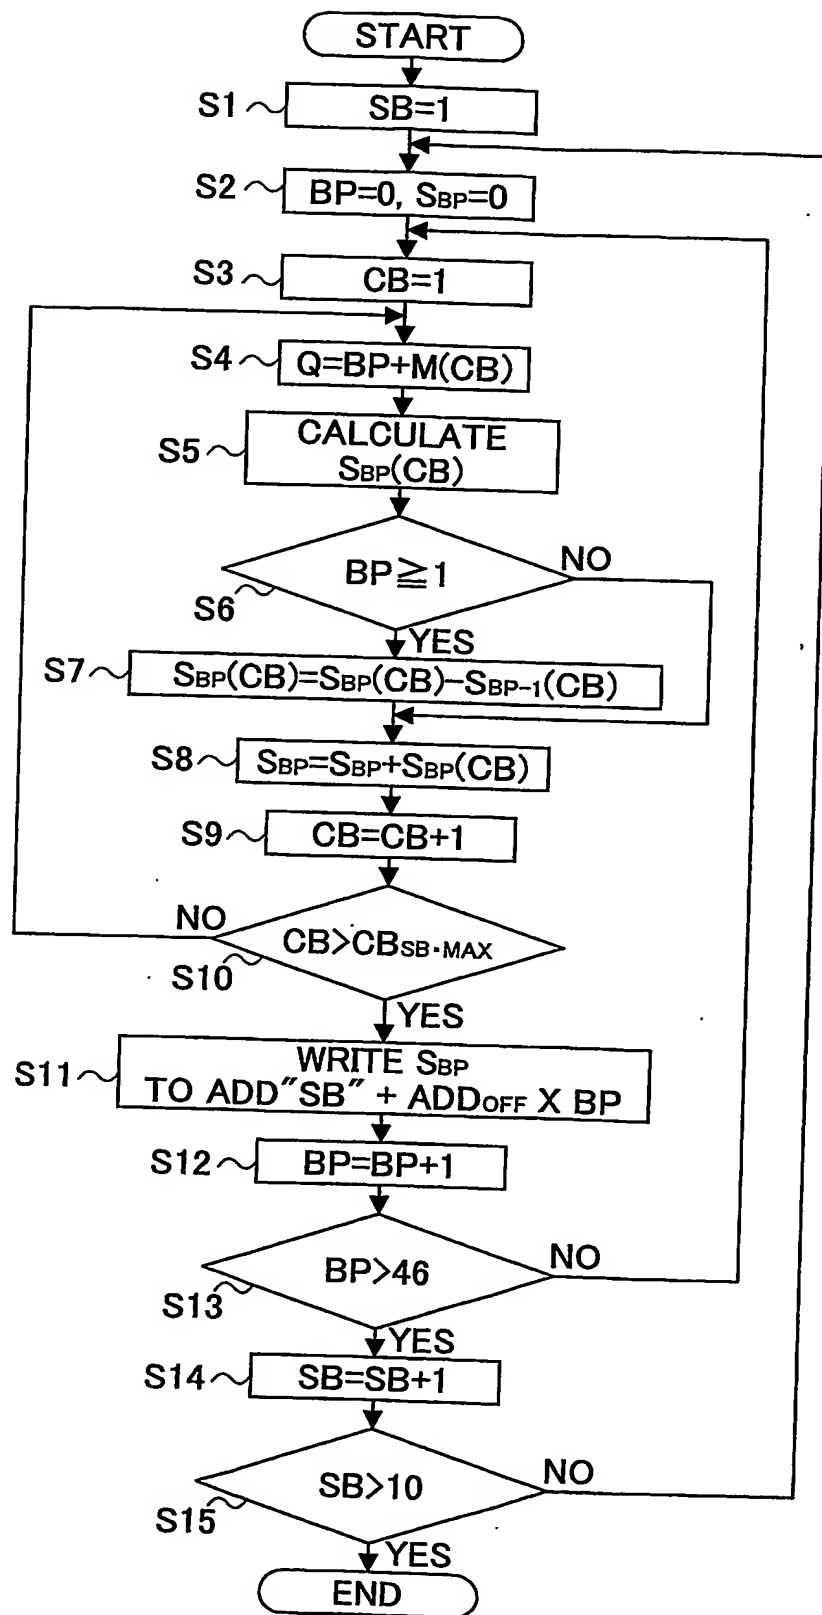 START
S1
SB=1
S2
BP=0, SBP=0
S3
CB=1
S4
Q=BP+M(CB)
S5
CALCULATE
SBP(CB)
BP≧1
NO
S6
YES
S7
SBP(CB)=SBP(CB)-SBP-1(CB)
S8
SBP=SBP+SBP(CB)
S9
CB=CB+1
NO
CB>CBSB·MAX
S10
YES
S11
WRITE SBP
TO ADD"SB" + ADDOFF X BP
S12
BP=BP+1
BP>46
NO
S13
YES
S14
SB=SB+1
SB>10
NO
S15
YES
END